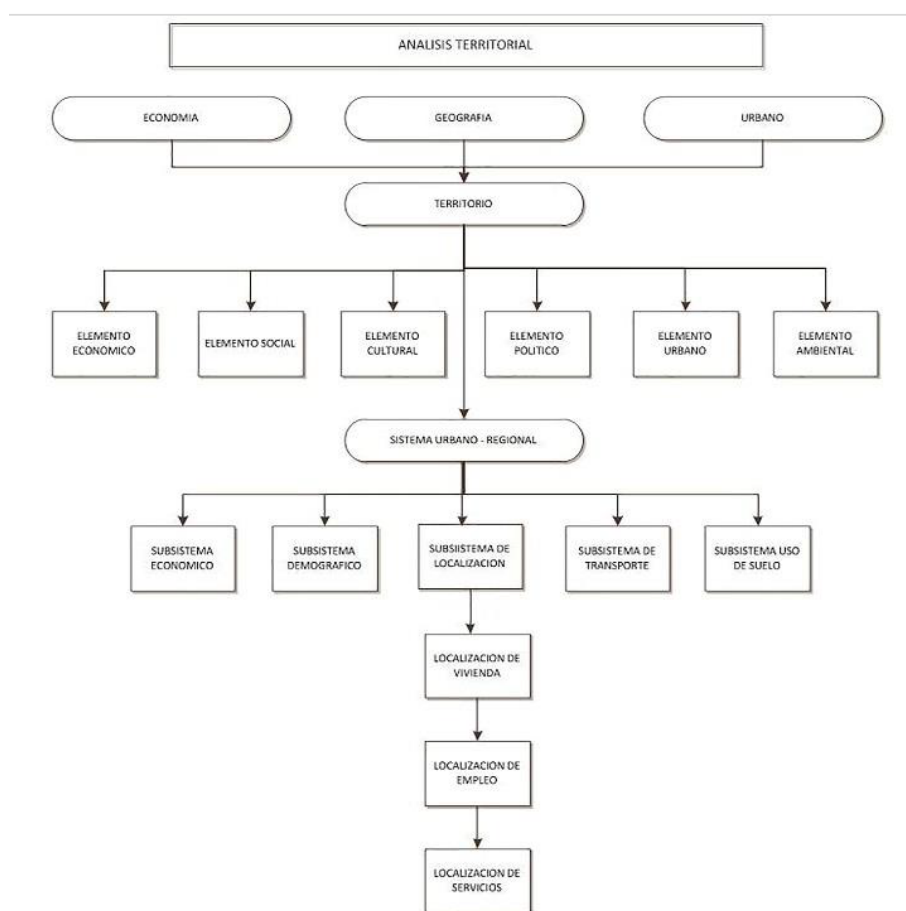 ANALISIS TERRITORIAL
ECONOMIA
GEOGRAFIA
URBANO
TERRITORIO
ELEMENTO
ECONOMICO
ELEMENTO SOCIAL
ELEMENTO
CULTURAL
ELEMENTO
POLITICO
ELEMENTO
URBANO
ELEMENTO
AMBIENTAL
SISTEMA URBANO - REGIONAL
SUBSISTEMA
ECONOMICO
SUBSISTEMA
DEMOGRAFICO
SUBSIISTEMA DE
LOCALIZACION
SUBSISTEMA DE
TRANSPORTE
SUBSISTEMA USO
DE SUELO
LOCALIZACION DE
VIVIENDA
LOCALIZACION DE
EMPLEO
LOCALIZACION DE
SERVICIOS